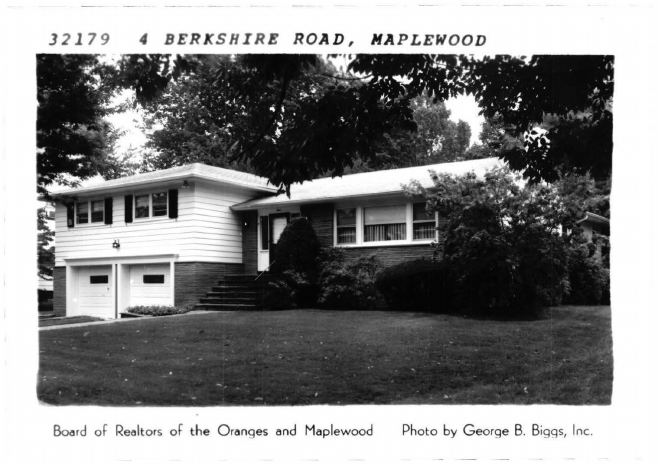 32179 4 BERKSHIRE ROAD, MAPLEWOOD
Board of Realtors of the Oranges and Maplewood Photo by George B. Biggs, Inc.